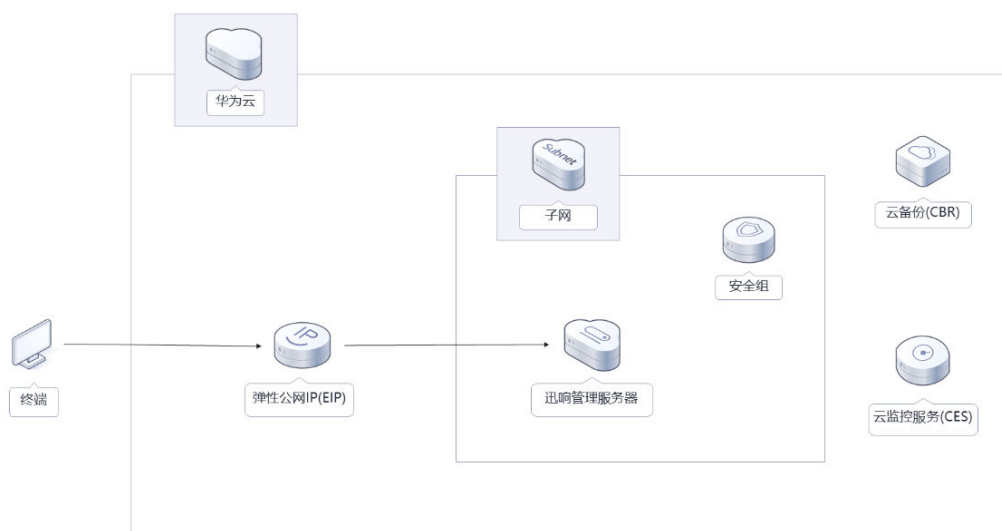 华为云
Subnet
子网
云备份(CBR)
安全组
IP
终端
弹性公网IP(EIP)
迅响管理服务器
云监控服务(CES)